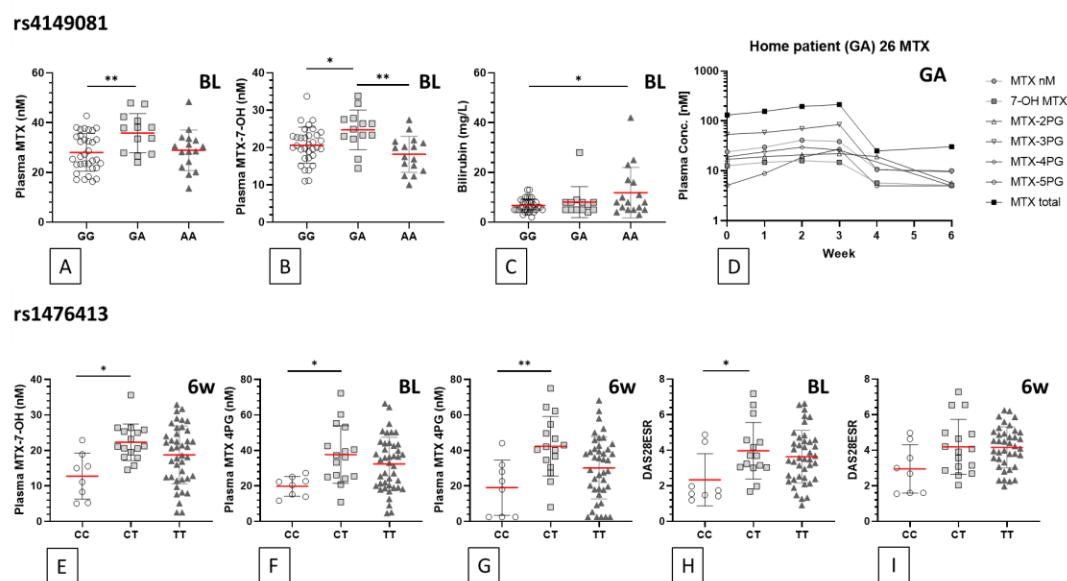 rs4149081
** BL
Plasma MTX (nM)
60
40
20
0
GG GA AA
A
* ** BL
Plasma MTX-7-OH (nM)
40
30
20
10
0
GG GA AA
B
* BL
Bilirubin (mg/L)
60
40
20
0
GG GA AA
C
Home patient (GA) 26 MTX
GA
Plasma Conc. [nM]
1000
100
10
1
0 1 2 3 4 5 6
Week
MTX nM
7-OH MTX
MTX-2PG
MTX-3PG
MTX-4PG
MTX-5PG
MTX total
D
rs1476413
* 6w
Plasma MTX-7-OH (nM)
40
30
20
10
0
CC CT TT
E
* BL
Plasma MTX 4PG (nM)
80
60
40
20
0
CC CT TT
F
** 6w
Plasma MTX 4PG (nM)
80
60
40
20
0
CC CT TT
G
* BL
DAS28ESR
8
6
4
2
0
CC CT TT
H
6w
DAS28ESR
8
6
4
2
0
CC CT TT
I